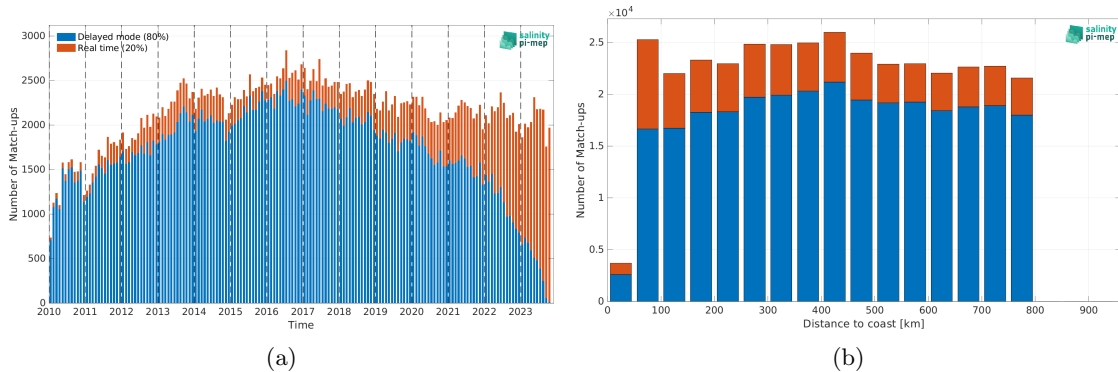 3000
2500
2000
1500
1000
500
0
Number of Match-ups
Delayed mode (80%)
Real time (20%)
salinity
pi-mep
2010 2011 2012 2013 2014 2015 2016 2017 2018 2019 2020 2021 2022 2023
Time
(a)
×10⁴
2.5
2
1.5
1
0.5
0
Number of Match-ups
salinity
pi-mep
0 100 200 300 400 500 600 700 800 900
Distance to coast [km]
(b)